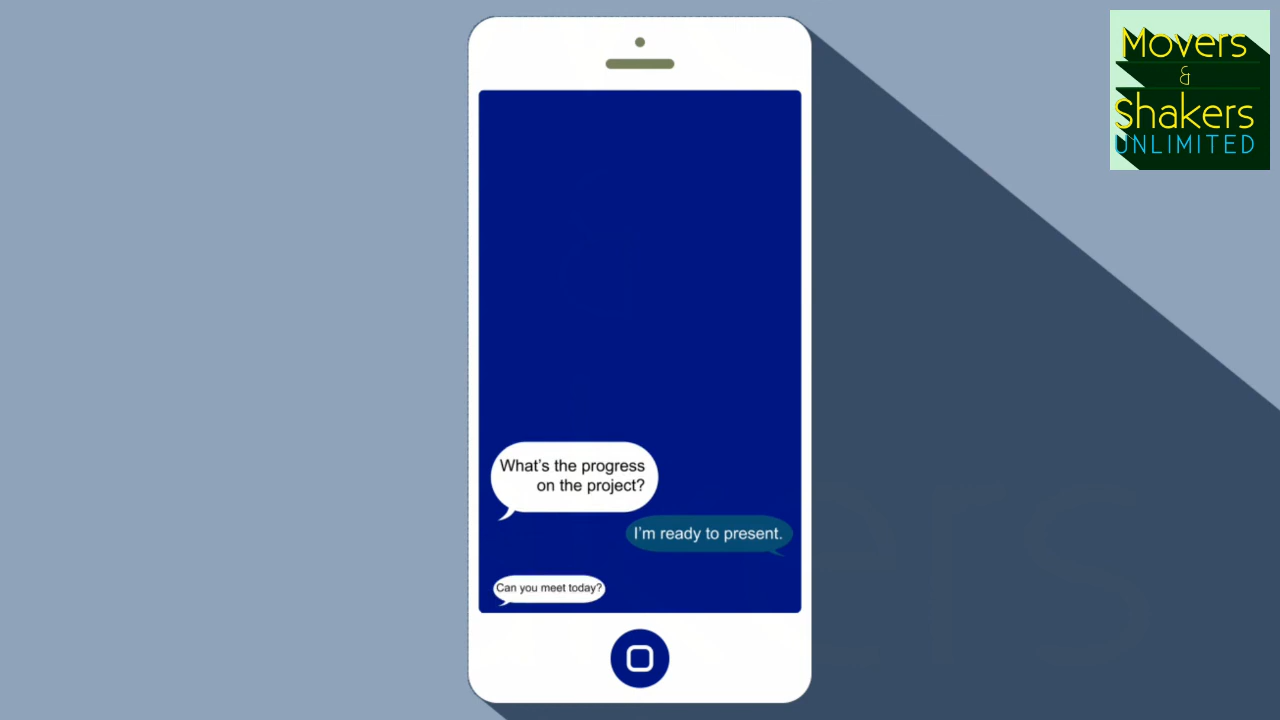 Movers
&
Shakers
UNLIMITED
What's the progress
on the project?
I'm ready to present.
Can you meet today?